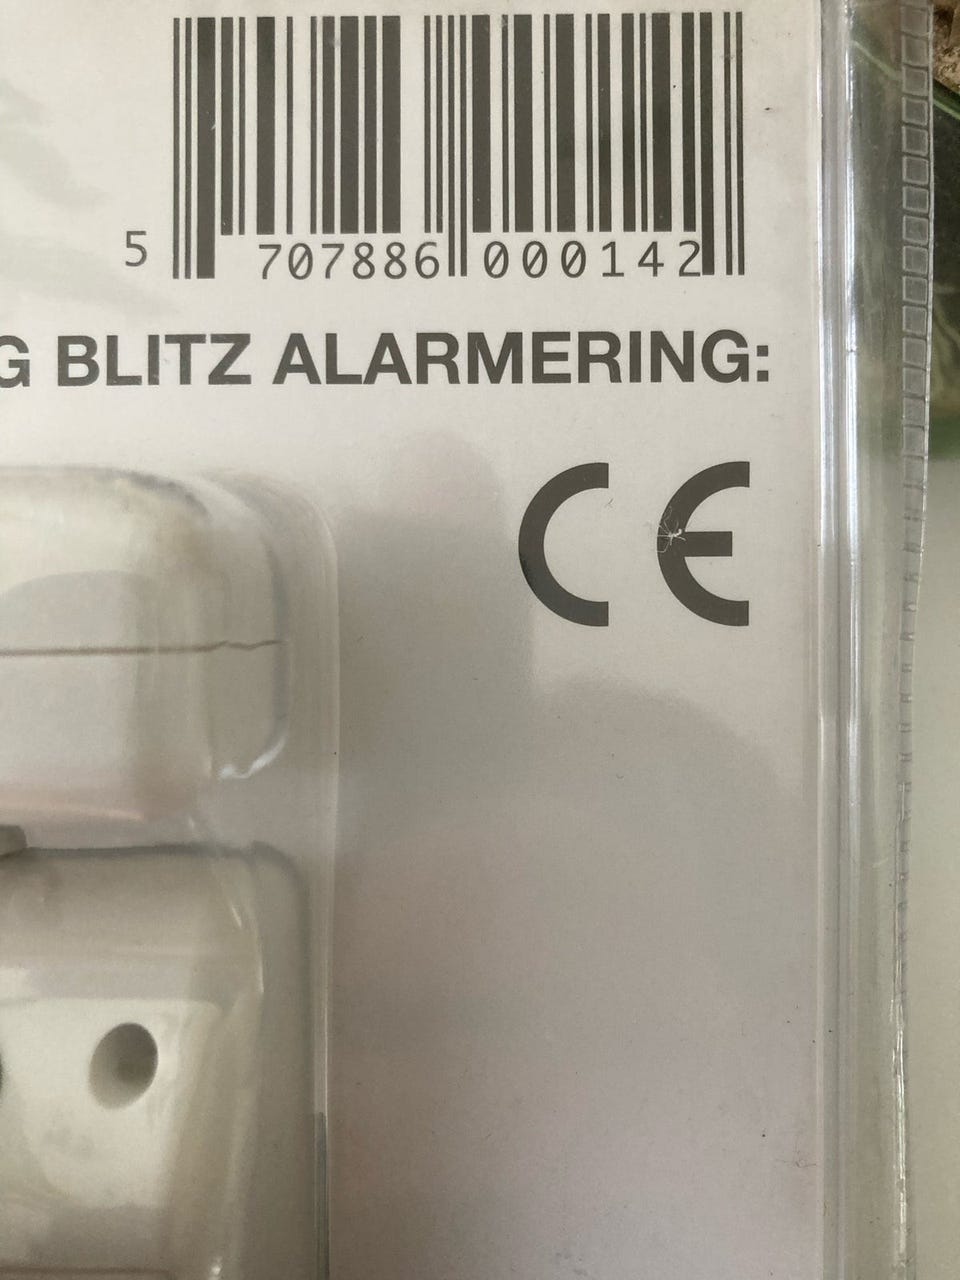 5 707886 000142
G BLITZ ALARMERING:
CE